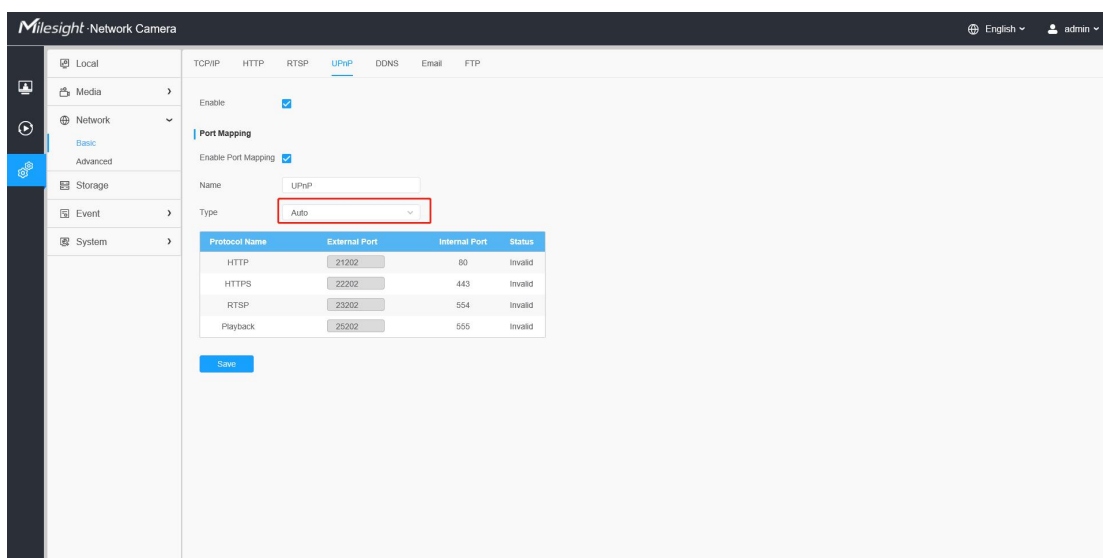 Milesight · Network Camera
English
admin
Local
Media
Network
Basic
Advanced
Storage
Event
System
TCP/IP HTTP RTSP UPnP DDNS Email FTP
Enable
Port Mapping
Enable Port Mapping
Name UPnP
Type Auto
Protocol Name External Port Internal Port Status
HTTP 21202 80 Invalid
HTTPS 22202 443 Invalid
RTSP 23202 554 Invalid
Playback 25202 555 Invalid
Save